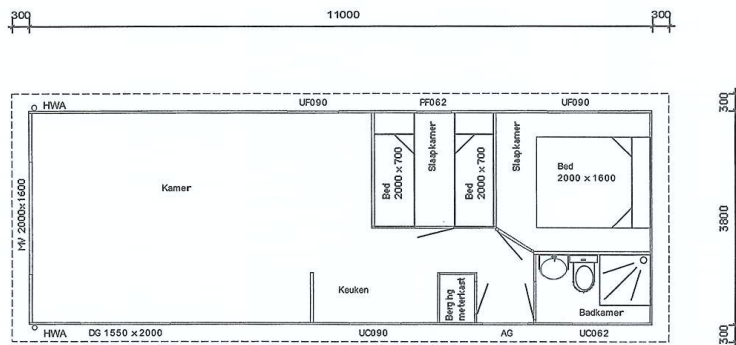 300
11000
300
HWA
UF090
FF062
UF090
300
MV 2000x1600
Kamer
Bed
2000 x 700
Slaapkamer
Bed
2000 x 700
Slaapkamer
Bed
2000 x 1600
3800
Keuken
Berging
meterkast
Badkamer
HWA
DG 1550 x 2000
UC090
AG
UC062
300